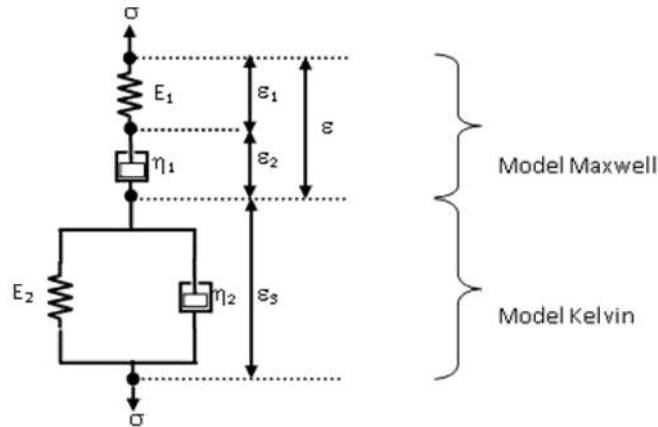 σ
E₁
ε₁
ε
η₁
ε₂
Model Maxwell
E₂
η₂
ε₃
Model Kelvin
σ